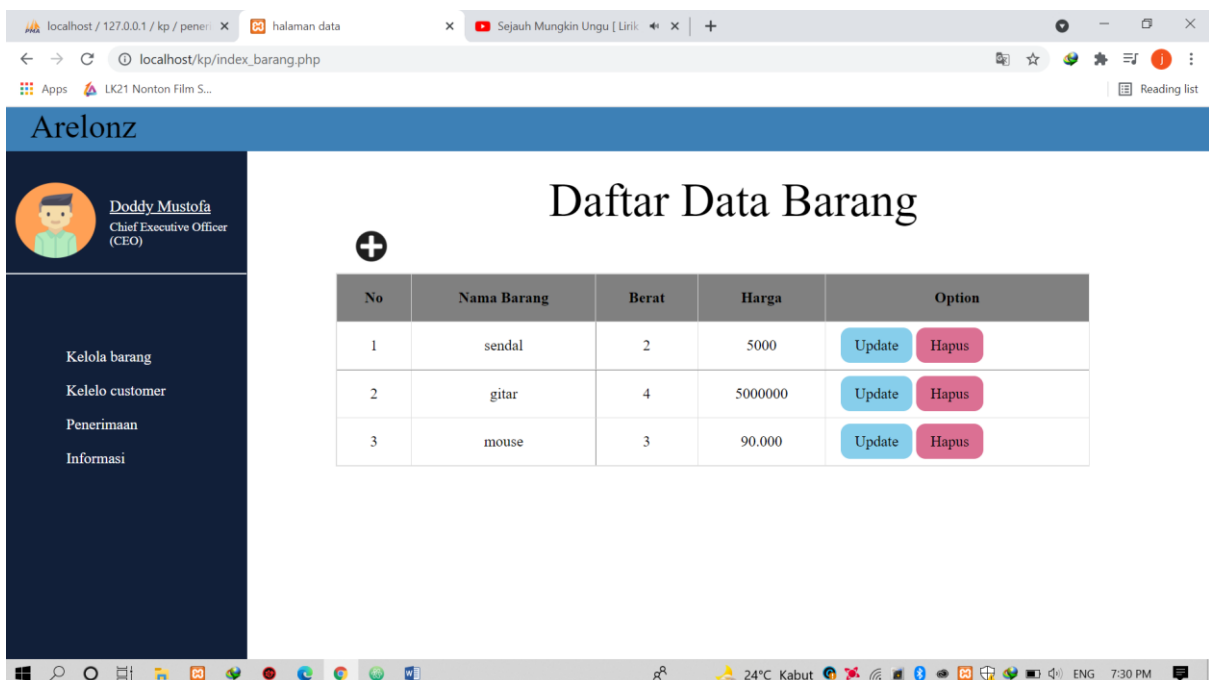 localhost / 127.0.0.1 / kp / peneri
halaman data
Sejauh Mungkin Ungu [ Lirik
localhost/kp/index_barang.php
j
Apps
LK21 Nonton Film S...
Reading list
Arelonz
Doddy Mustofa
Chief Executive Officer
(CEO)
Daftar Data Barang
No Nama Barang Berat Harga Option
1 sendal 2 5000 Update Hapus
2 gitar 4 5000000 Update Hapus
3 mouse 3 90.000 Update Hapus
Kelola barang
Kelelo customer
Penerimaan
Informasi
24°C Kabut
ENG
7:30 PM